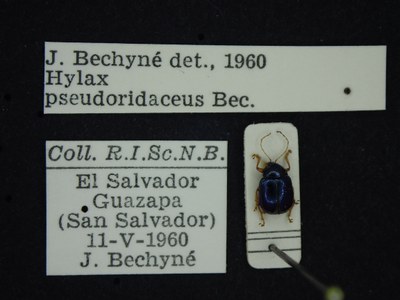 J. Bechyné det., 1960
Hylax
pseudoridaceus Bec.
Coll. R.I.Sc.N.B.
El Salvador
Guazapa
(San Salvador)
11-V-1960
J. Bechyné